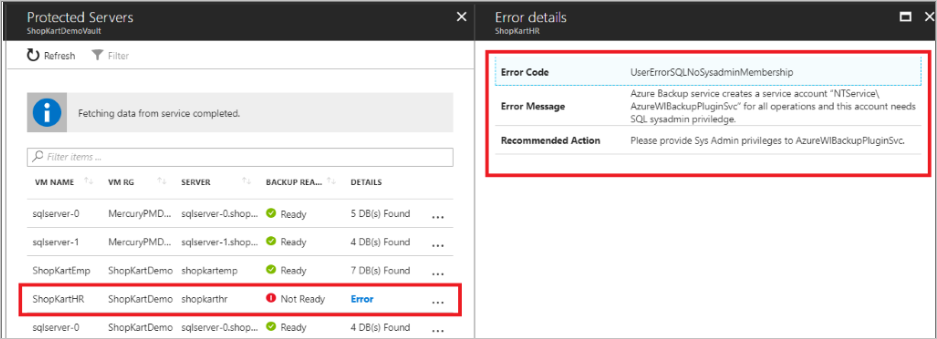 Protected Servers
ShopKartDemoVault
Refresh Filter
Fetching data from service completed.
Filter items ...
VM NAME VM RG SERVER BACKUP REA... DETAILS
sqlserver-0 MercuryPMD... sqlserver-0.shop... Ready 5 DB(s) Found ...
sqlserver-1 MercuryPMD... sqlserver-1.shop... Ready 4 DB(s) Found ...
ShopKartEmp ShopKartDemo shopkartemp Ready 7 DB(s) Found ...
ShopKartHR ShopKartDemo shopkarthr Not Ready Error ...
sqlserver-0 ShopKartDemo sqlserver-0.shop... Ready 4 DB(s) Found ...
Error details
ShopKartHR
Error Code UserErrorSQLNoSysadminMembership
Azure Backup service creates a service account "NTService\
Error Message AzureWlBackupPluginSvc" for all operations and this account needs
SQL sysadmin priviledge.
Recommended Action Please provide Sys Admin privileges to AzureWlBackupPluginSvc.